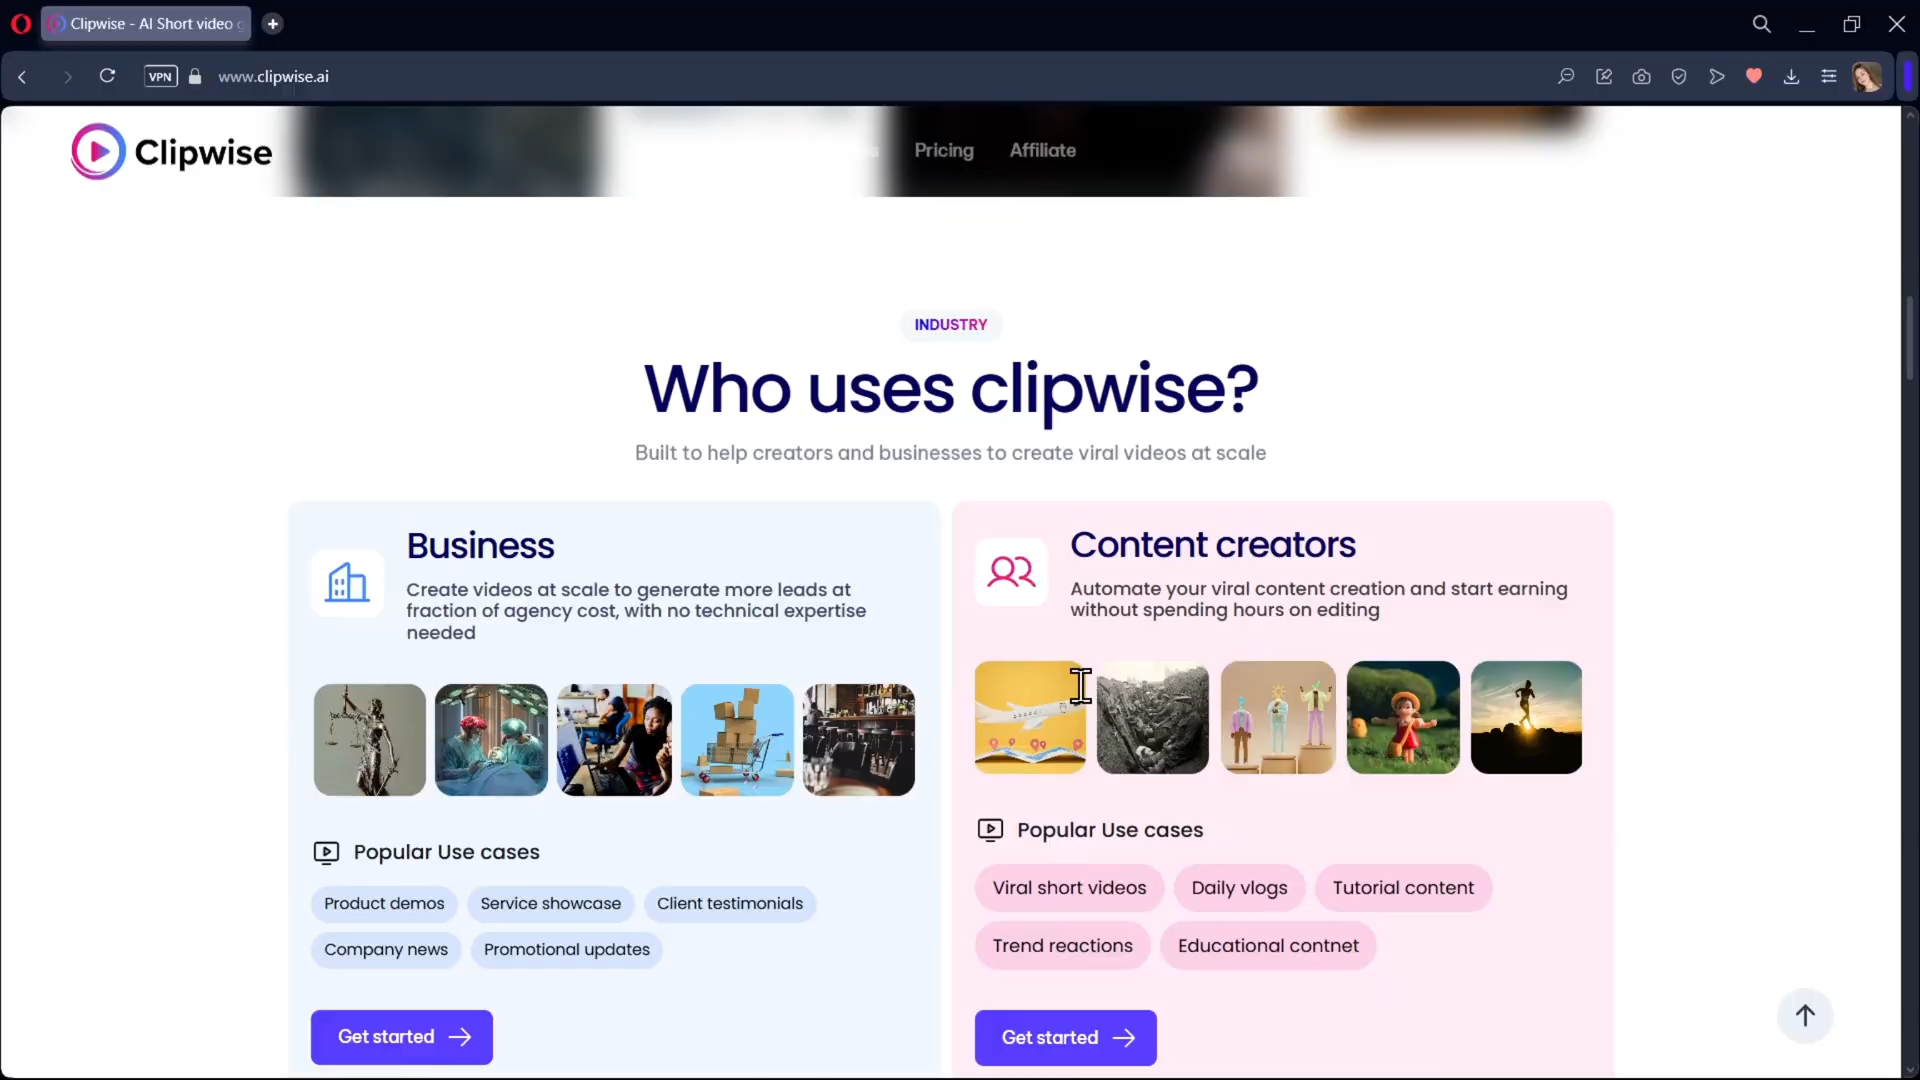 Clipwise - AI Short video
VPN
www.clipwise.ai
Clipwise
Pricing
Affiliate
INDUSTRY
Who uses clipwise?
Built to help creators and businesses to create viral videos at scale
Business
Create videos at scale to generate more leads at
fraction of agency cost, with no technical expertise
needed
Popular Use cases
Product demos
Service showcase
Client testimonials
Company news
Promotional updates
Get started
Content creators
Automate your viral content creation and start earning
without spending hours on editing
Popular Use cases
Viral short videos
Daily vlogs
Tutorial content
Trend reactions
Educational contnet
Get started